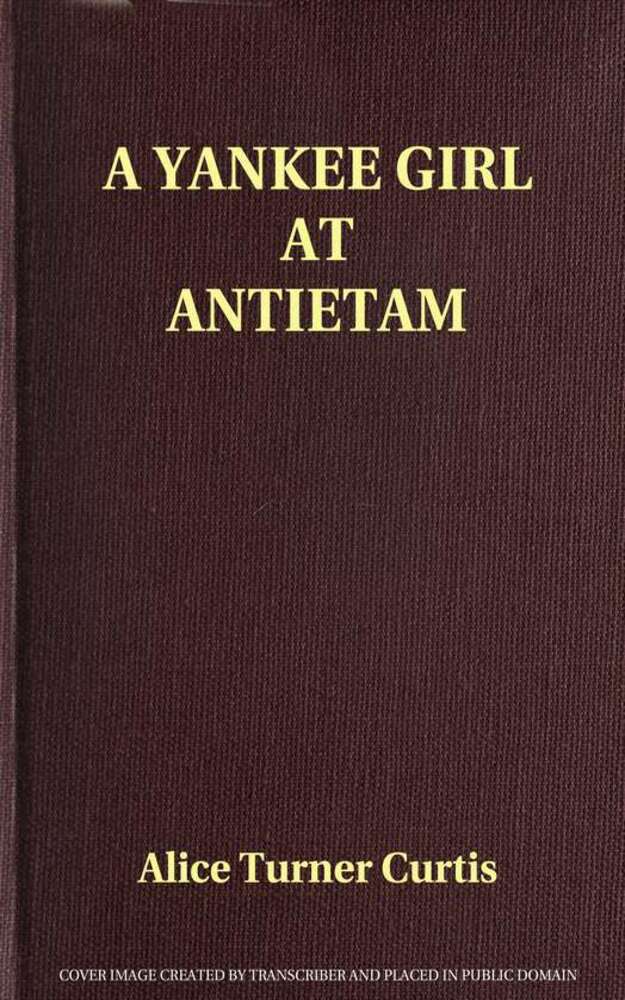 A YANKEE GIRL
AT
ANTIETAM
Alice Turner Curtis
COVER IMAGE CREATED BY TRANSCRIBER AND PLACED IN PUBLIC DOMAIN